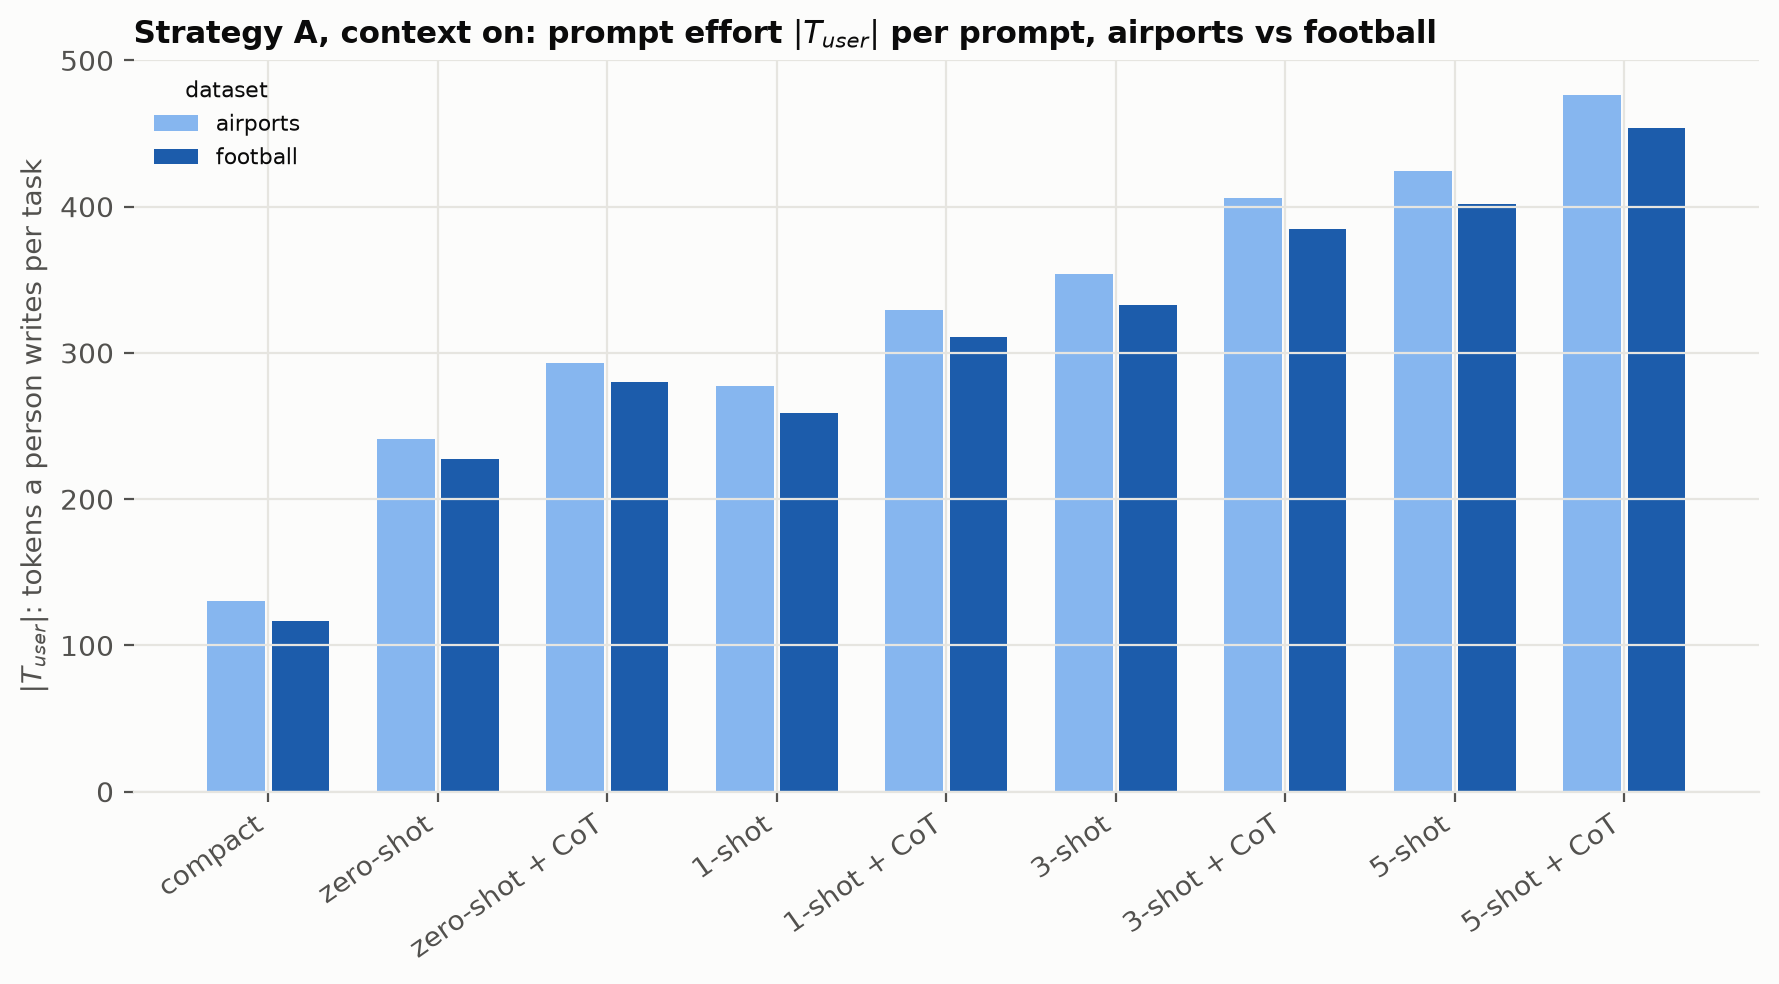 Strategy A, context on: prompt effort |T_user| per prompt, airports vs football
|T_user|: tokens a person writes per task
500
400
300
200
100
0
dataset
airports
football
compact
zero-shot
zero-shot + CoT
1-shot
1-shot + CoT
3-shot
3-shot + CoT
5-shot
5-shot + CoT